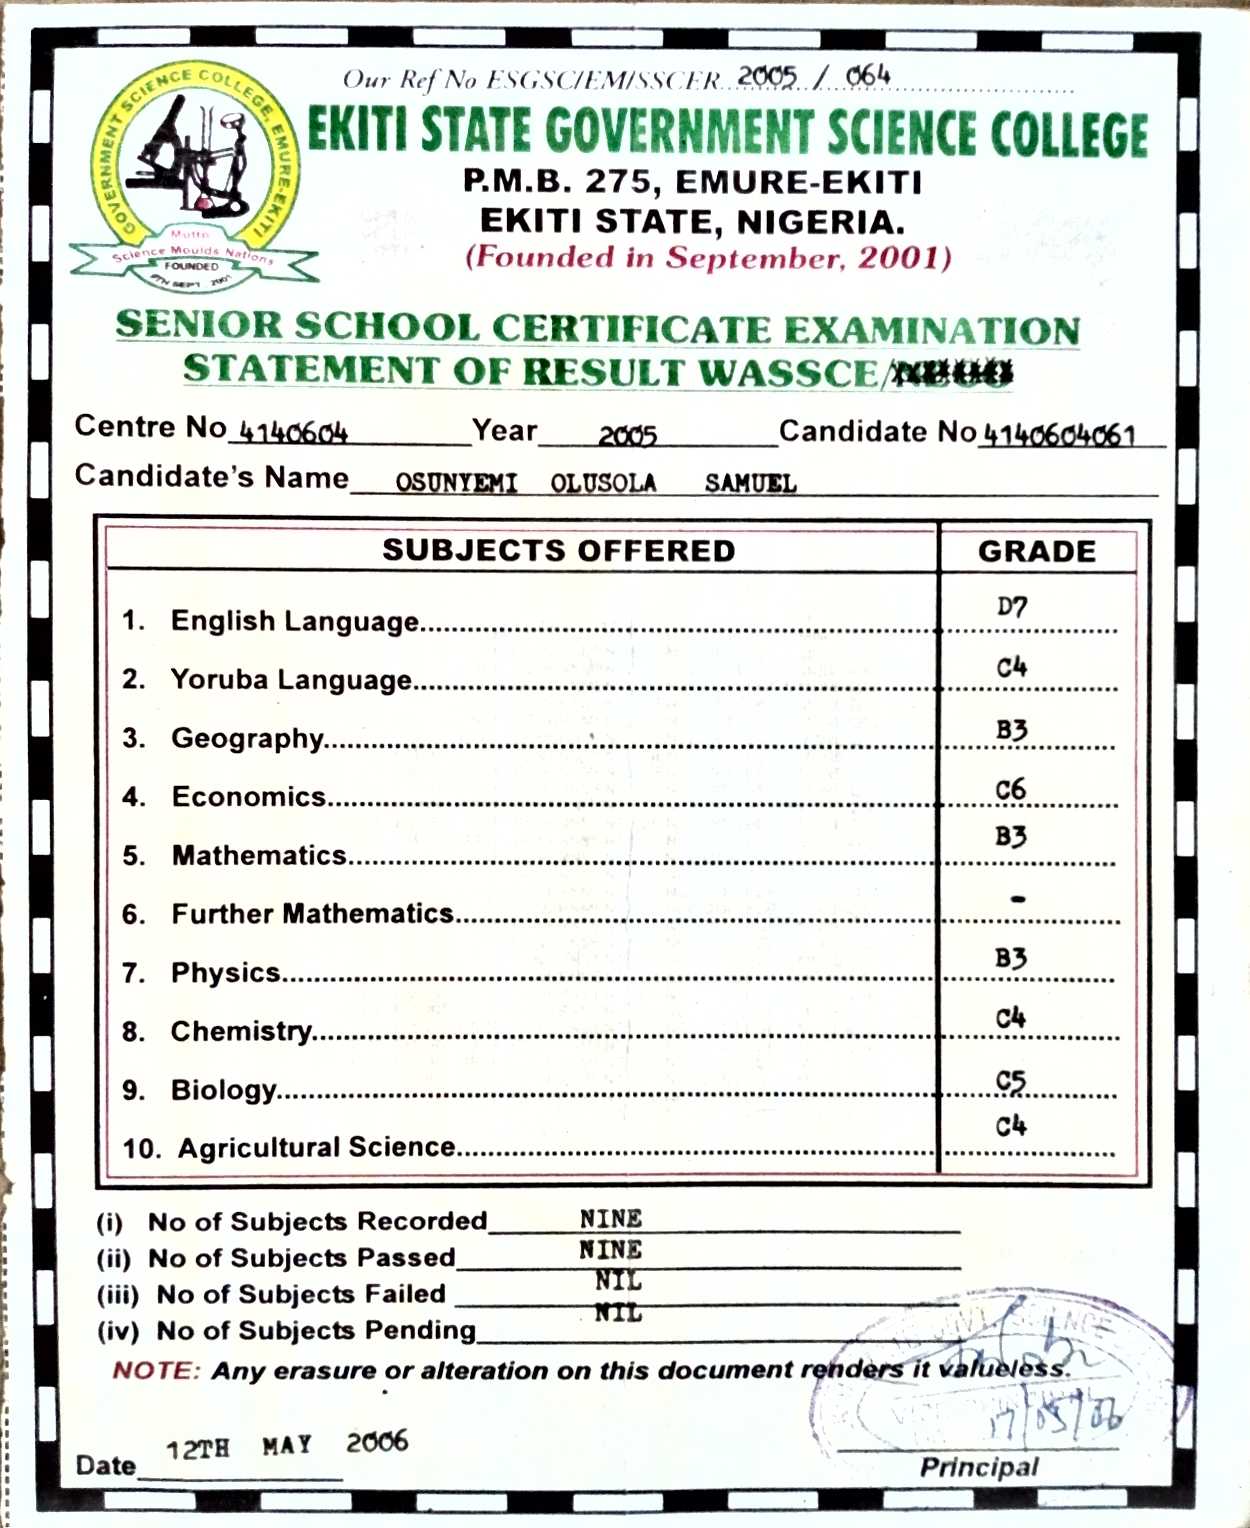 Our Ref No ESGSC/EM/SSCER 2005 / 064
GOVERNMENT SCIENCE COLLEGE, EMURE-EKITI
Motto
Science Moulds Nations
FOUNDED
SEPT 2001
EKITI STATE GOVERNMENT SCIENCE COLLEGE
P.M.B. 275, EMURE-EKITI
EKITI STATE, NIGERIA.
(Founded in September, 2001)
SENIOR SCHOOL CERTIFICATE EXAMINATION
STATEMENT OF RESULT WASSCE/
Centre No 4140604 Year 2005 Candidate No 4140604061
Candidate's Name OSUNYEMI OLUSOLA SAMUEL
SUBJECTS OFFERED GRADE
1. English Language D7
2. Yoruba Language C4
3. Geography B3
4. Economics C6
5. Mathematics B3
6. Further Mathematics -
7. Physics B3
8. Chemistry C4
9. Biology C5
10. Agricultural Science C4
(i) No of Subjects Recorded NINE
(ii) No of Subjects Passed NINE
(iii) No of Subjects Failed NIL
(iv) No of Subjects Pending NIL
NOTE: Any erasure or alteration on this document renders it valueless.
17/05/06
Date 12TH MAY 2006
Principal